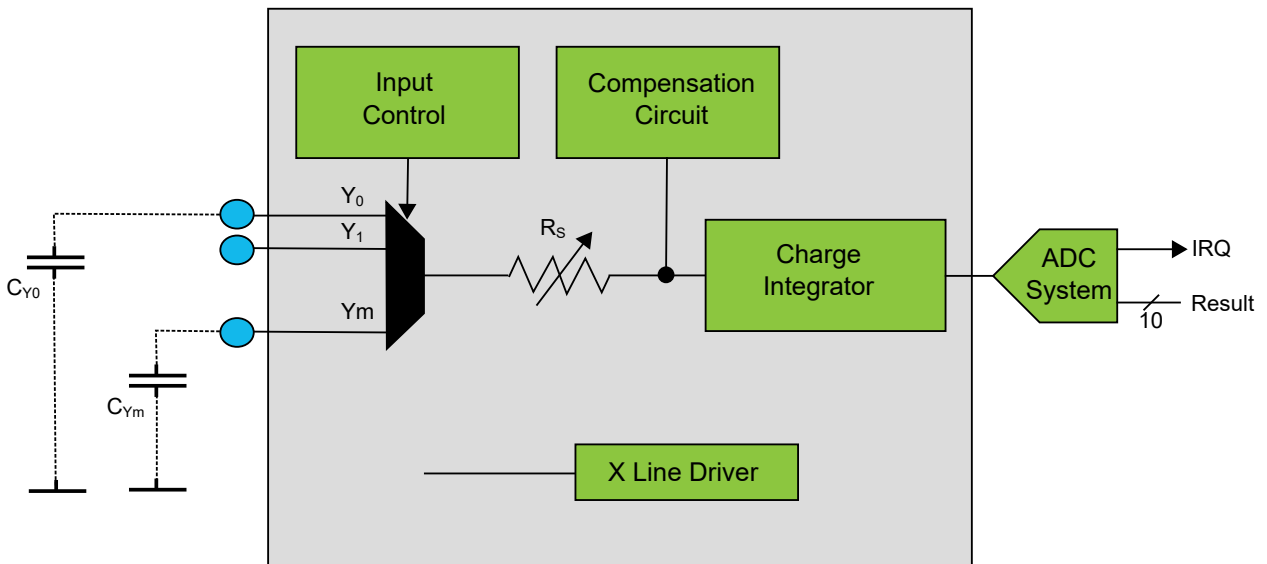 Input
Control
Compensation
Circuit
Y0
Y1
RS
Charge
Integrator
ADC
System
IRQ
Result
10
CY0
Ym
CYm
X Line Driver